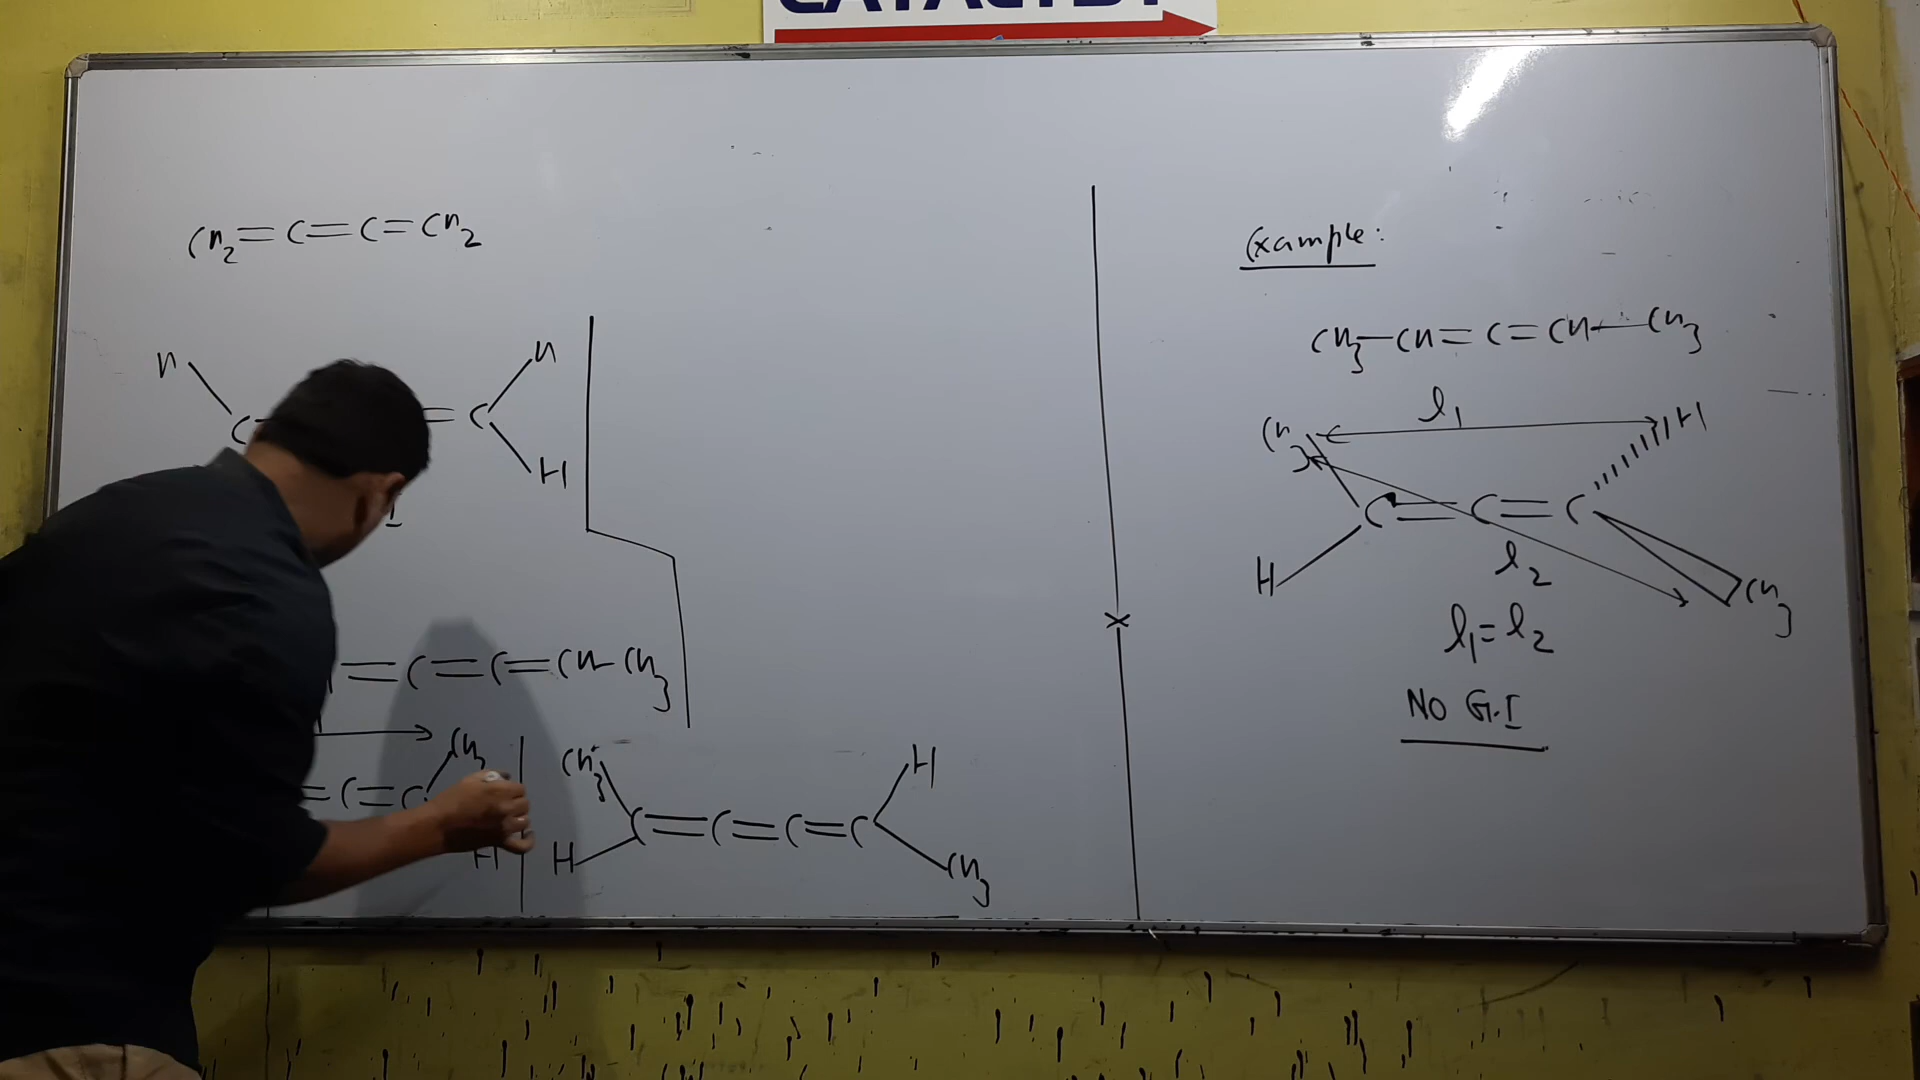 CH2=C=C=CH2
H
H
C
=C
H
I
=C=C=CH-CH3
CH3
=C=C
H
CH3
H
C=C=C=C
H
CH3
Example:
CH3-CH=C=CH-CH3
l1
CH3
H
C=C=C
H
l2
CH3
l1=l2
NO G.I